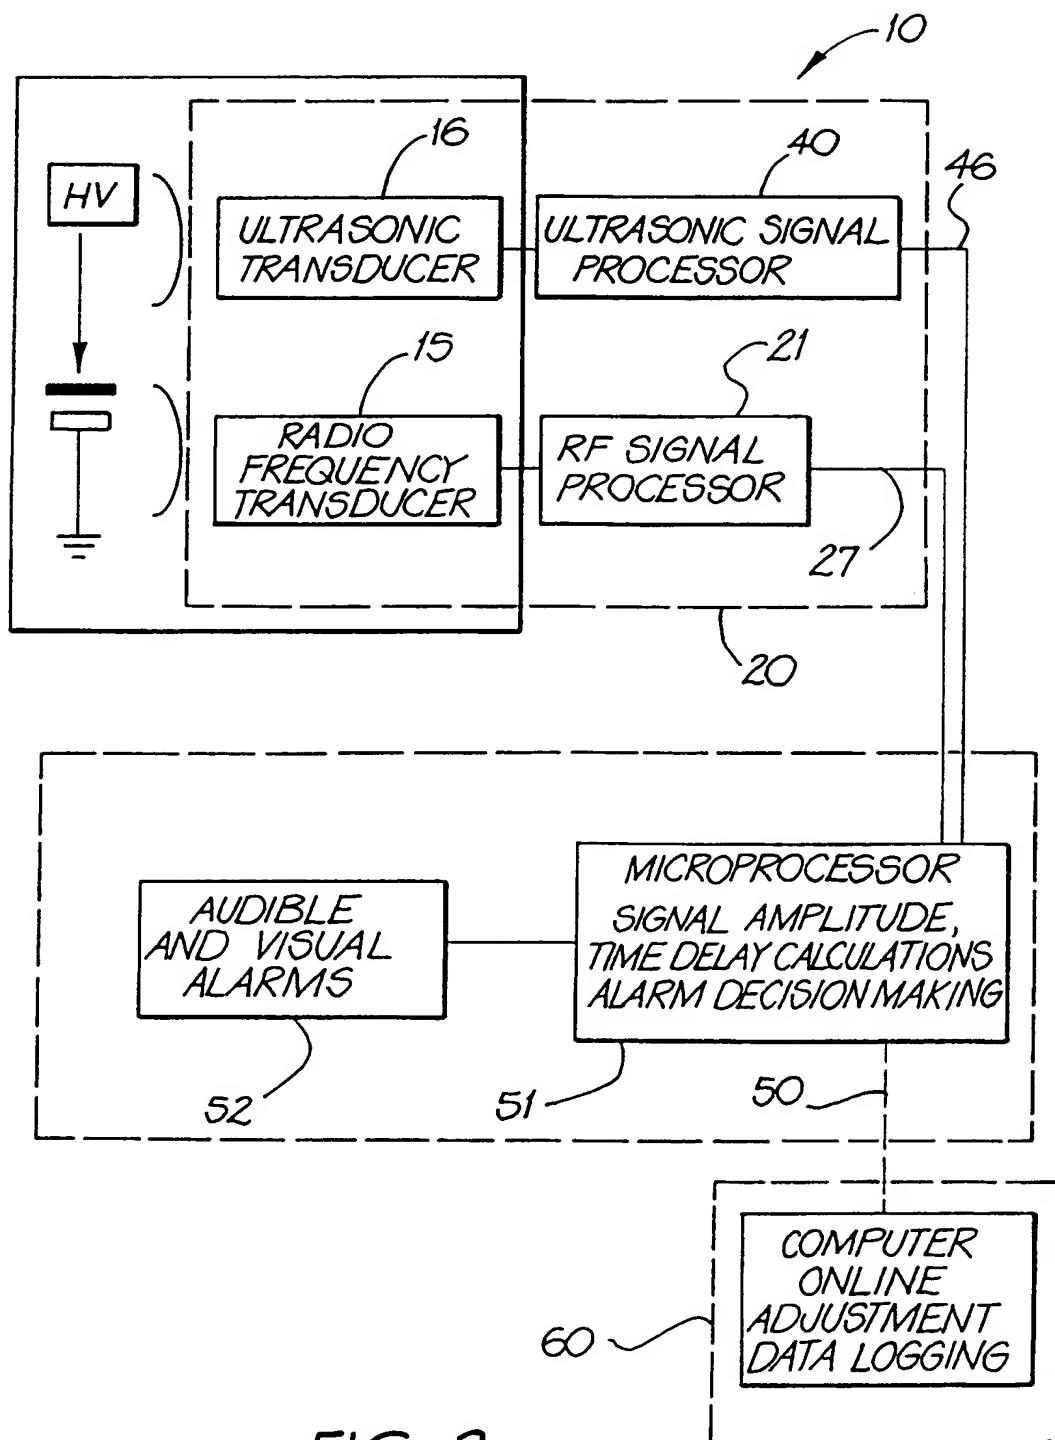 10
16
40
46
HV
ULTRASONIC
TRANSDUCER
ULTRASONIC SIGNAL
PROCESSOR
15
21
RADIO
FREQUENCY
TRANSDUCER
RF SIGNAL
PROCESSOR
27
20
MICROPROCESSOR
SIGNAL AMPLITUDE,
TIME DELAY CALCULATIONS
ALARM DECISION MAKING
AUDIBLE
AND VISUAL
ALARMS
52
51
50
COMPUTER
ONLINE
ADJUSTMENT
DATA LOGGING
60